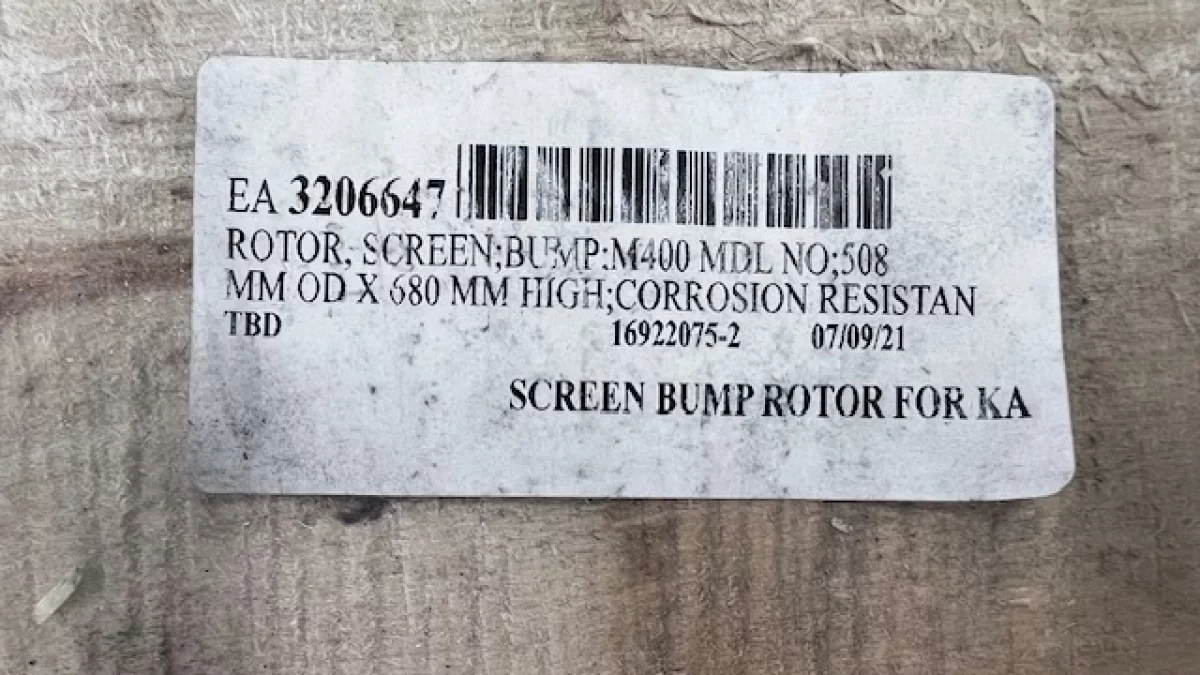 EA 3206647
ROTOR, SCREEN;BUMP:M400 MDL NO;508
MM OD X 680 MM HIGH;CORROSION RESISTAN
TBD 16922075-2 07/09/21
SCREEN BUMP ROTOR FOR KA